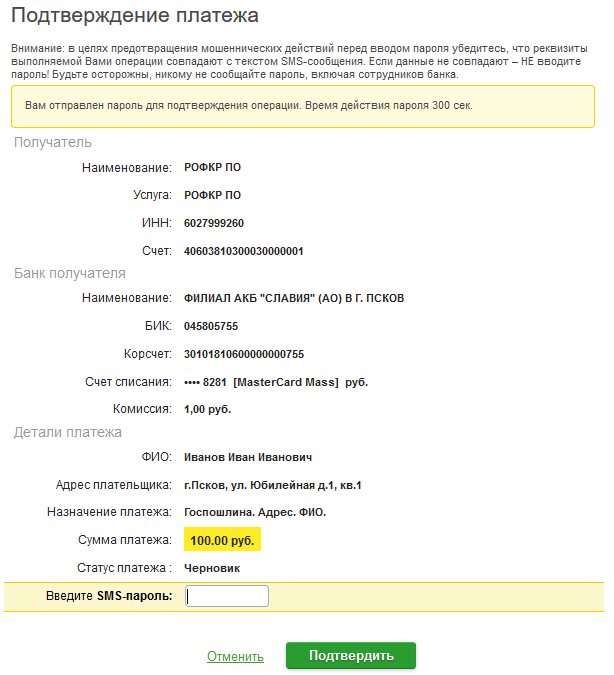 Подтверждение платежа
Внимание: в целях предотвращения мошеннических действий перед вводом пароля убедитесь, что реквизиты
выполняемой Вами операции совпадают с текстом SMS-сообщения. Если данные не совпадают – НЕ вводите
пароль! Будьте осторожны, никому не сообщайте пароль, включая сотрудников банка.
Вам отправлен пароль для подтверждения операции. Время действия пароля 300 сек.
Получатель
Наименование: РОФКР ПО
Услуга: РОФКР ПО
ИНН: 6027999260
Счет: 40603810300030000001
Банк получателя
Наименование: ФИЛИАЛ АКБ "СЛАВИЯ" (АО) В Г. ПСКОВ
БИК: 045805755
Корсчет: 30101810600000000755
Счет списания: •••• 8281 [MasterCard Mass] руб.
Комиссия: 1,00 руб.
Детали платежа
ФИО: Иванов Иван Иванович
Адрес плательщика: г.Псков, ул. Юбилейная д.1, кв.1
Назначение платежа: Госпошлина. Адрес. ФИО.
Сумма платежа: 100.00 руб.
Статус платежа : Черновик
Введите SMS-пароль:
Отменить Подтвердить